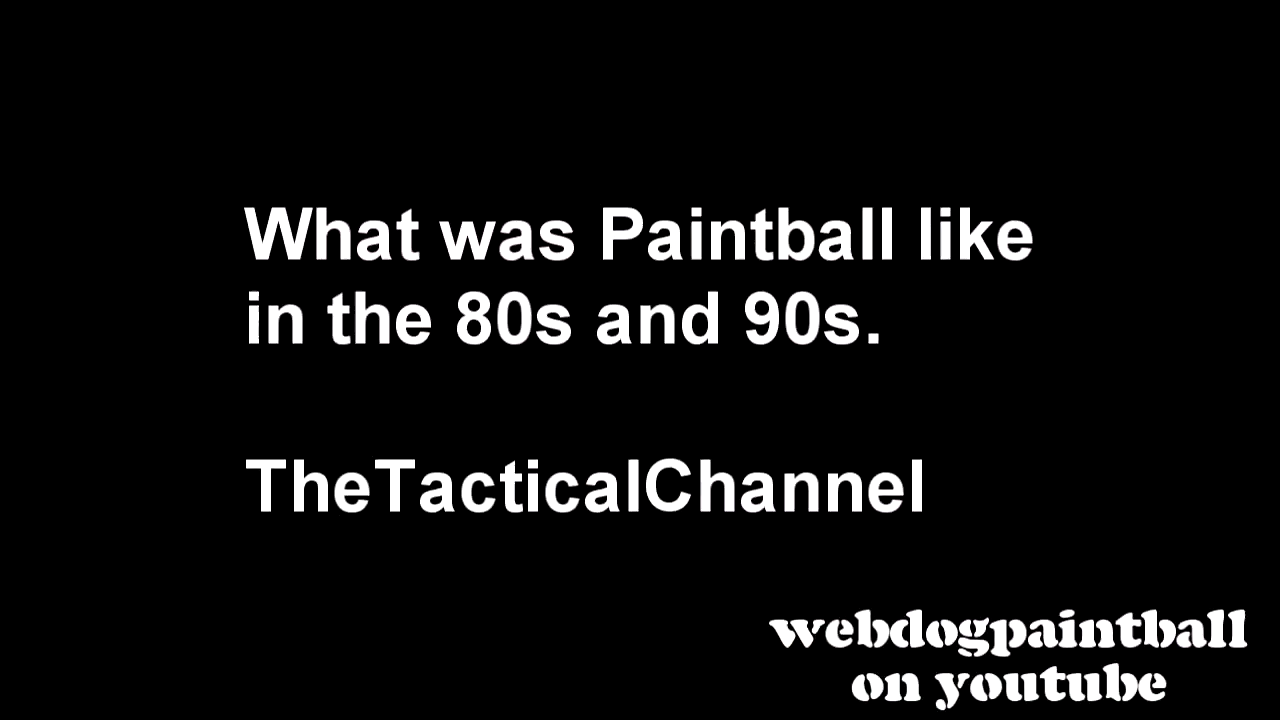 What was Paintball like
in the 80s and 90s.
TheTacticalChannel
webdogpaintball
on youtube